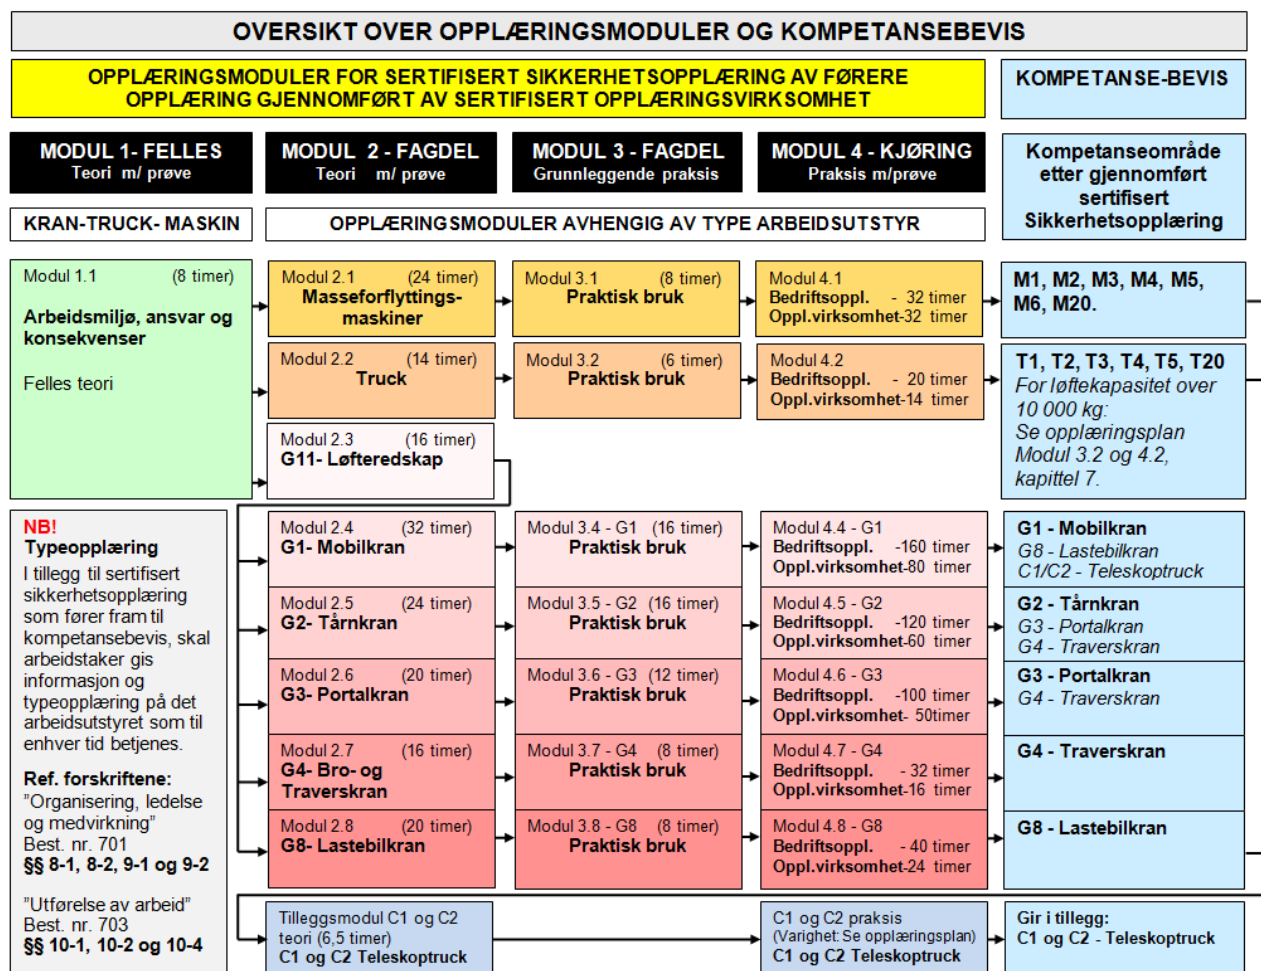 OVERSIKT OVER OPPLÆRINGSMODULER OG KOMPETANSEBEVIS
OPPLÆRINGSMODULER FOR SERTIFISERT SIKKERHETSOPPLÆRING AV FØRERE
OPPLÆRING GJENNOMFØRT AV SERTIFISERT OPPLÆRINGSVIRKSOMHET
KOMPETANSE-BEVIS
MODUL 1- FELLES
Teori m/ prøve
MODUL 2 - FAGDEL
Teori m/ prøve
MODUL 3 - FAGDEL
Grunnleggende praksis
MODUL 4 - KJØRING
Praksis m/prøve
Kompetanseområde
etter gjennomført
sertifisert
Sikkerhetsopplæring
KRAN-TRUCK- MASKIN
OPPLÆRINGSMODULER AVHENGIG AV TYPE ARBEIDSUTSTYR
Modul 1.1 (8 timer)
Arbeidsmiljø, ansvar og
konsekvenser
Felles teori
Modul 2.1 (24 timer)
Masseforflyttings-
maskiner
Modul 3.1 (8 timer)
Praktisk bruk
Modul 4.1
Bedriftsoppl. - 32 timer
Oppl.virksomhet-32 timer
M1, M2, M3, M4, M5,
M6, M20.
Modul 2.2 (14 timer)
Truck
Modul 3.2 (6 timer)
Praktisk bruk
Modul 4.2
Bedriftsoppl. - 20 timer
Oppl.virksomhet-14 timer
T1, T2, T3, T4, T5, T20
For løftekapasitet over
10 000 kg:
Se opplæringsplan
Modul 3.2 og 4.2,
kapittel 7.
Modul 2.3 (16 timer)
G11- Løfteredskap
NB!
Typeopplæring
I tillegg til sertifisert
sikkerhetsopplæring
som fører fram til
kompetansebevis, skal
arbeidstaker gis
informasjon og
typeopplæring på det
arbeidsutstyret som til
enhver tid betjenes.
Ref. forskriftene:
”Organisering, ledelse
og medvirkning”
Best. nr. 701
§§ 8-1, 8-2, 9-1 og 9-2
”Utførelse av arbeid”
Best. nr. 703
§§ 10-1, 10-2 og 10-4
Modul 2.4 (32 timer)
G1- Mobilkran
Modul 3.4 - G1 (16 timer)
Praktisk bruk
Modul 4.4 - G1
Bedriftsoppl. -160 timer
Oppl.virksomhet-80 timer
G1 - Mobilkran
G8 - Lastebilkran
C1/C2 - Teleskoptruck
Modul 2.5 (24 timer)
G2- Tårnkran
Modul 3.5 - G2 (16 timer)
Praktisk bruk
Modul 4.5 - G2
Bedriftsoppl. -120 timer
Oppl.virksomhet-60 timer
G2 - Tårnkran
G3 - Portalkran
G4 - Traverskran
Modul 2.6 (20 timer)
G3- Portalkran
Modul 3.6 - G3 (12 timer)
Praktisk bruk
Modul 4.6 - G3
Bedriftsoppl. -100 timer
Oppl.virksomhet- 50timer
G3 - Portalkran
G4 - Traverskran
Modul 2.7 (16 timer)
G4- Bro- og
Traverskran
Modul 3.7 - G4 (8 timer)
Praktisk bruk
Modul 4.7 - G4
Bedriftsoppl. - 32 timer
Oppl.virksomhet-16 timer
G4 - Traverskran
Modul 2.8 (20 timer)
G8- Lastebilkran
Modul 3.8 - G8 (8 timer)
Praktisk bruk
Modul 4.8 - G8
Bedriftsoppl. - 40 timer
Oppl.virksomhet-24 timer
G8 - Lastebilkran
Tilleggsmodul C1 og C2
teori (6,5 timer)
C1 og C2 Teleskoptruck
C1 og C2 praksis
(Varighet: Se opplæringsplan)
C1 og C2 Teleskoptruck
Gir i tillegg:
C1 og C2 - Teleskoptruck